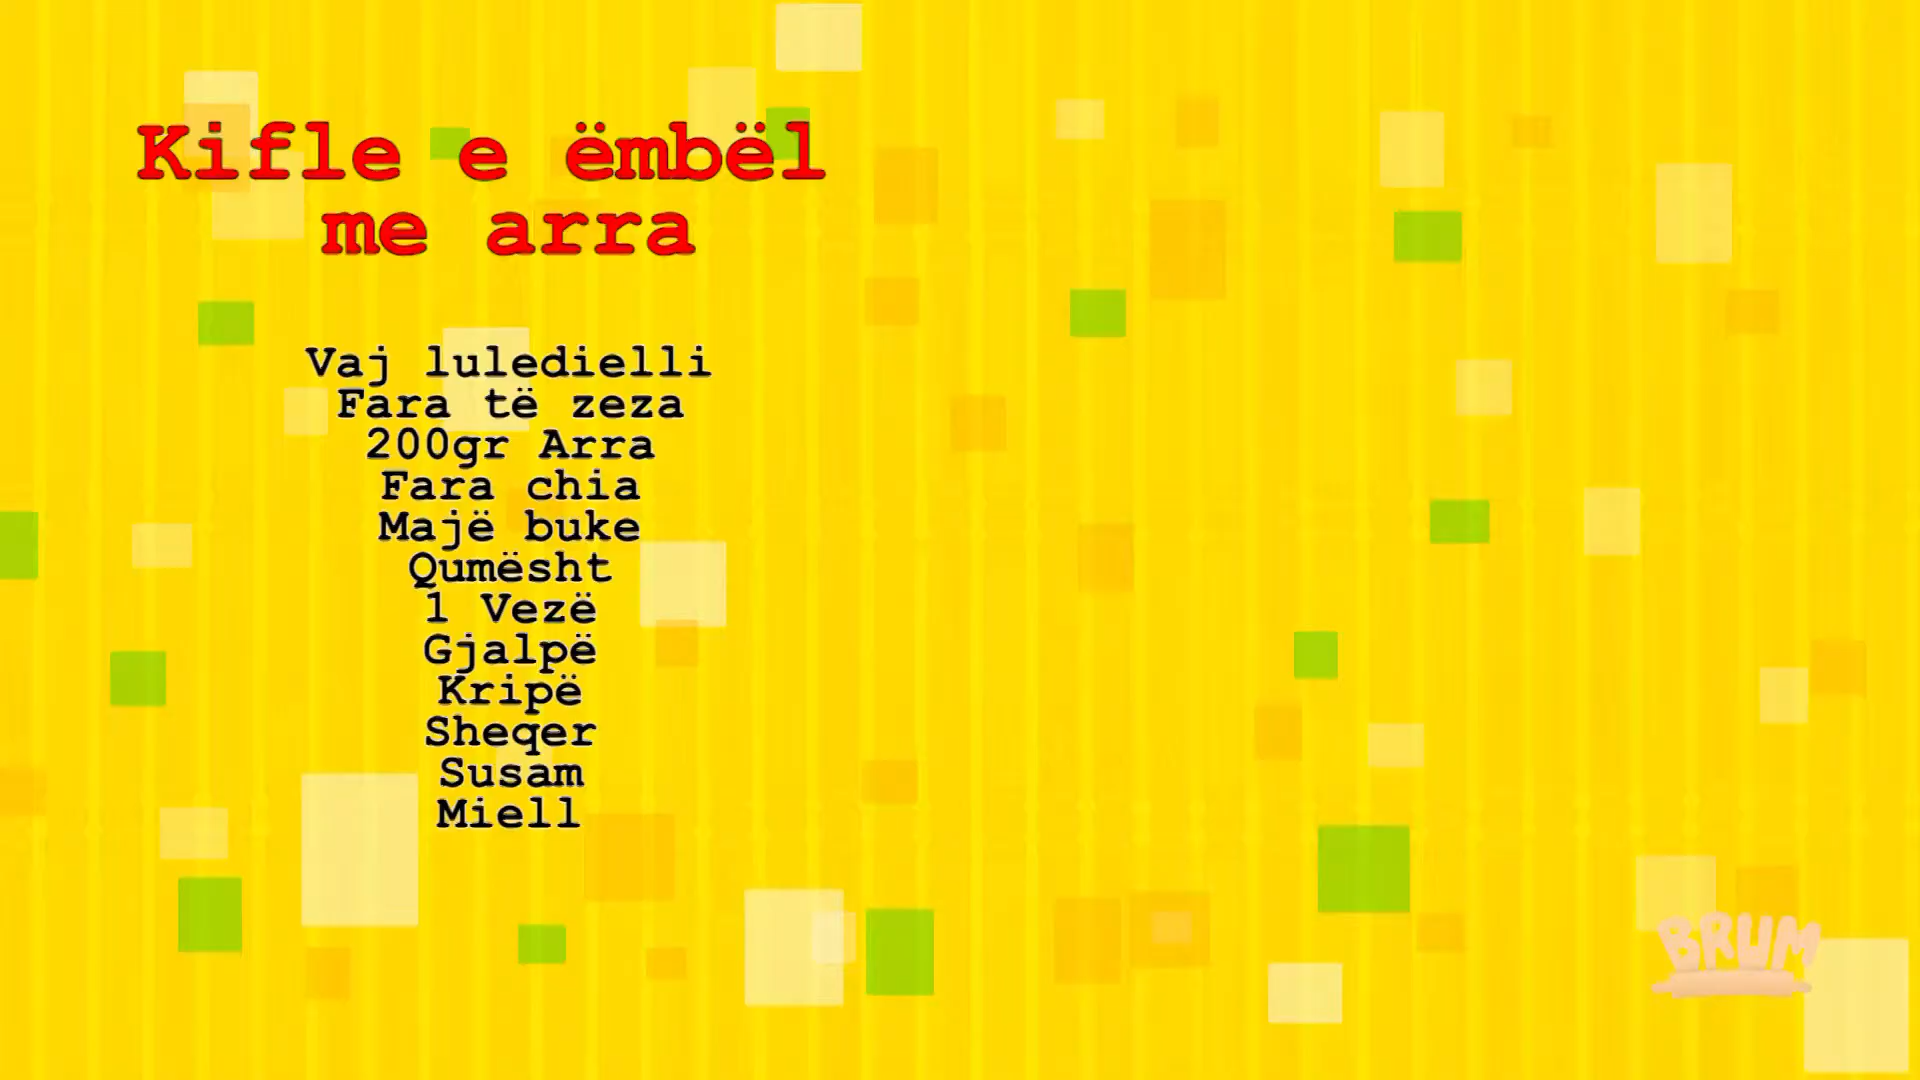 Kifle e ëmbël
me arra
Vaj luledielli
Fara të zeza
200gr Arra
Fara chia
Majë buke
Qumësht
1 Vezë
Gjalpë
Kripë
Sheqer
Susam
Miell
BRUM